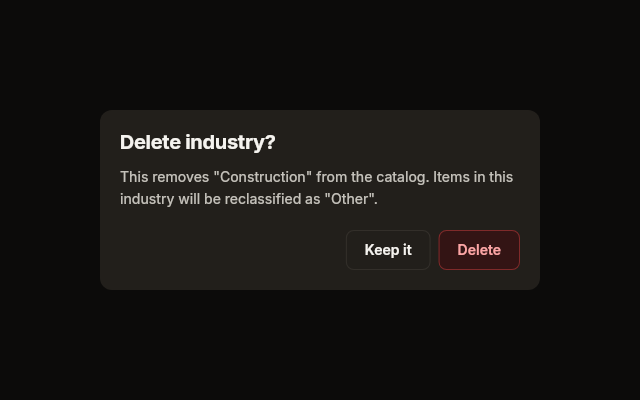 Delete industry?
This removes "Construction" from the catalog. Items in this
industry will be reclassified as "Other".
Keep it
Delete